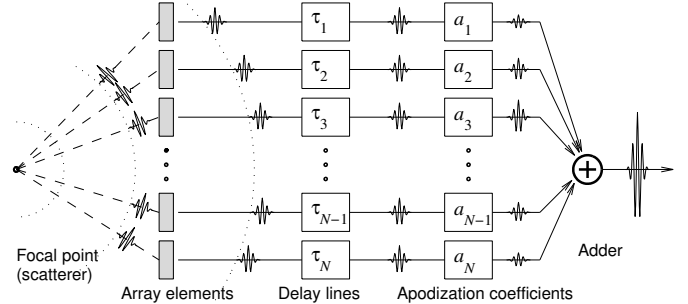 τ1 a1
τ2 a2
τ3 a3
τN−1 aN−1
τN aN
Focal point
(scatterer)
Adder
Array elements Delay lines Apodization coefficients